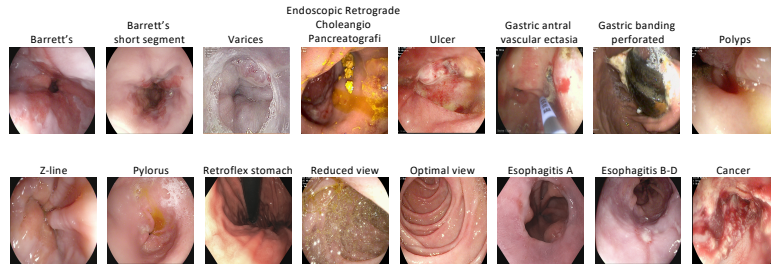 Barrett's
Barrett's
short segment
Varices
Endoscopic Retrograde
Choleangio
Pancreatografi
Ulcer
Gastric antral
vascular ectasia
Gastric banding
perforated
Polyps
Z-line
Pylorus
Retroflex stomach
Reduced view
Optimal view
Esophagitis A
Esophagitis B-D
Cancer